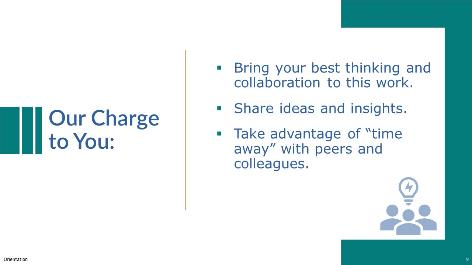 Our Charge
to You:
Bring your best thinking and
collaboration to this work.
Share ideas and insights.
Take advantage of “time
away” with peers and
colleagues.
Orientation